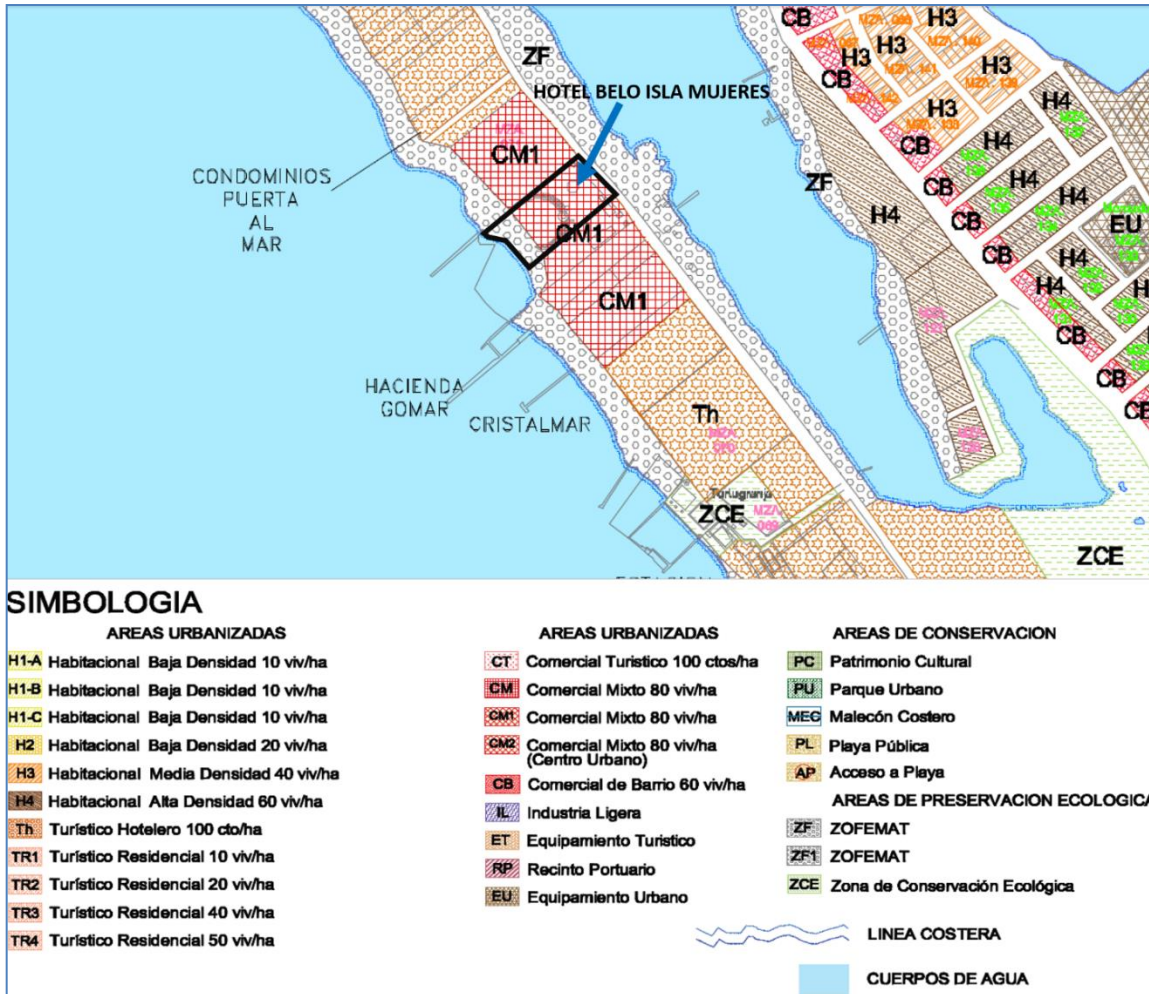 ZF
HOTEL BELO ISLA MUJERES
CM1
CONDOMINIOS
PUERTA
AL
MAR
CM1
CM1
HACIENDA
GOMAR
CRISTALMAR
Th
Tortugranja
ZCE
CB
H3
MZA. 140
H3
MZA. 141
H3
CB
MZA. 142
H3
CB
H4
H4
CB
H4
H4
ZF
H4
CB
EU
CB
H4
H4
CB
CB
CB
ZCE
SIMBOLOGIA
AREAS URBANIZADAS
H1-A Habitacional Baja Densidad 10 viv/ha
H1-B Habitacional Baja Densidad 10 viv/ha
H1-C Habitacional Baja Densidad 10 viv/ha
H2 Habitacional Baja Densidad 20 viv/ha
H3 Habitacional Media Densidad 40 viv/ha
H4 Habitacional Alta Densidad 60 viv/ha
Th Turístico Hotelero 100 cto/ha
TR1 Turístico Residencial 10 viv/ha
TR2 Turístico Residencial 20 viv/ha
TR3 Turístico Residencial 40 viv/ha
TR4 Turístico Residencial 50 viv/ha
AREAS URBANIZADAS
CT Comercial Turistico 100 ctos/ha
CM Comercial Mixto 80 viv/ha
CM1 Comercial Mixto 80 viv/ha
CM2 Comercial Mixto 80 viv/ha
(Centro Urbano)
CB Comercial de Barrio 60 viv/ha
IL Industria Ligera
ET Equipamiento Turistico
RP Recinto Portuario
EU Equipamiento Urbano
AREAS DE CONSERVACION
PC Patrimonio Cultural
PU Parque Urbano
MEC Malecón Costero
PL Playa Pública
AP Acceso a Playa
AREAS DE PRESERVACION ECOLOGICA
ZF ZOFEMAT
ZF1 ZOFEMAT
ZCE Zona de Conservación Ecológica
LINEA COSTERA
CUERPOS DE AGUA